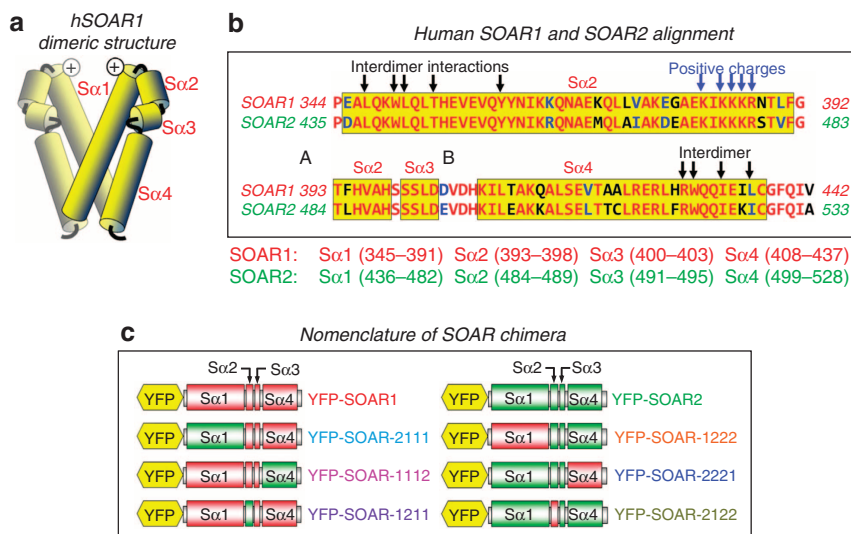 a
hSOAR1
dimeric structure
+ +
Sα1
Sα2
Sα3
Sα4
b
Human SOAR1 and SOAR2 alignment
Interdimer interactions Sα2 Positive charges
SOAR1 344 PEALQKWLQLTHEVEVQYYNIKKQNAEKQLLVAKEGAEKIKKKRNTLFG 392
SOAR2 435 PDALQKWLQLTHEVEVQYYNIKRQNAEMQLAIAKDEAEKIKKKRSTVFG 483
A Sα2 Sα3 B Sα4 Interdimer
SOAR1 393 TFHVAHSSSLDDVDHKILTAKQALSEVTAALRERLHRWQQIEILCGFQIV 442
SOAR2 484 TLHVAHSSSLDEVDHKILEAKKALSELTTCLRERLHRWQQIEKICGFQIA 533
SOAR1: Sα1 (345–391) Sα2 (393–398) Sα3 (400–403) Sα4 (408–437)
SOAR2: Sα1 (436–482) Sα2 (484–489) Sα3 (491–495) Sα4 (499–528)
c
Nomenclature of SOAR chimera
Sα2 Sα3 Sα2 Sα3
YFP Sα1 Sα4 YFP-SOAR1 YFP Sα1 Sα4 YFP-SOAR2
YFP Sα1 Sα4 YFP-SOAR-2111 YFP Sα1 Sα4 YFP-SOAR-1222
YFP Sα1 Sα4 YFP-SOAR-1112 YFP Sα1 Sα4 YFP-SOAR-2221
YFP Sα1 Sα4 YFP-SOAR-1211 YFP Sα1 Sα4 YFP-SOAR-2122